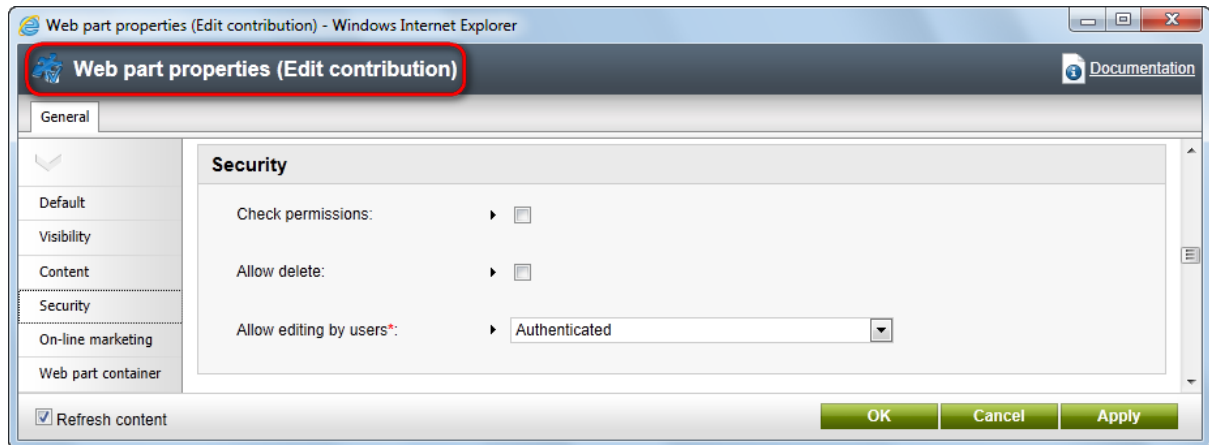 Web part properties (Edit contribution) - Windows Internet Explorer
Web part properties (Edit contribution)
Documentation
General
Security
Default
Check permissions:
Visibility
Content
Allow delete:
Security
Allow editing by users*: Authenticated
On-line marketing
Web part container
Refresh content
OK Cancel Apply